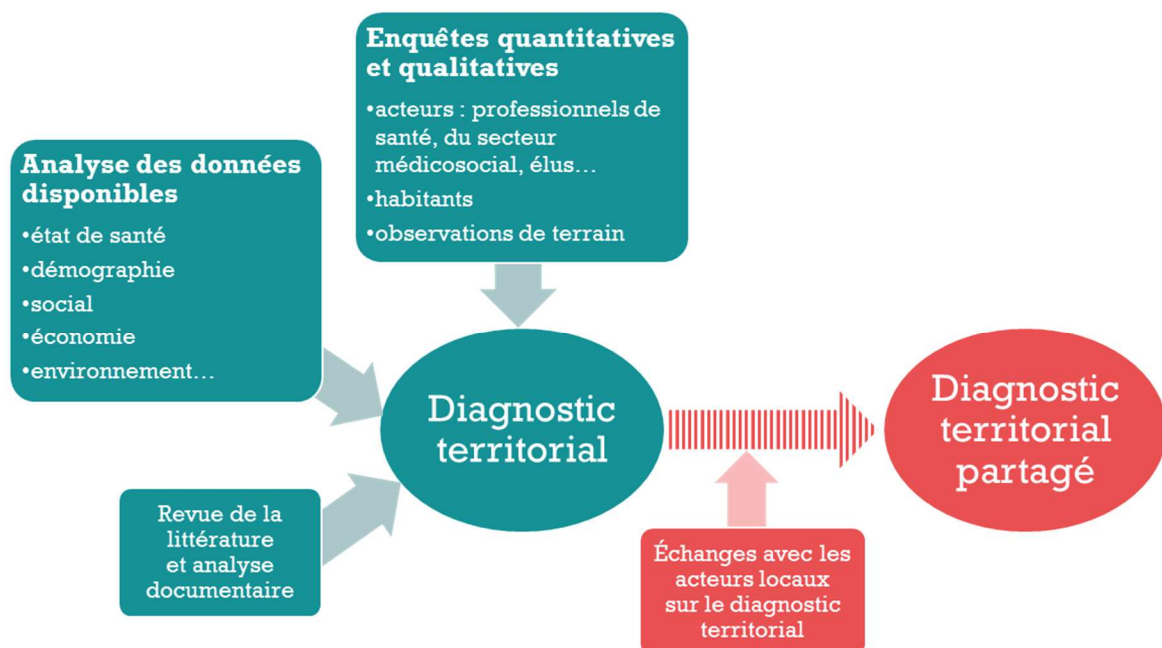 Enquêtes quantitatives
et qualitatives
•acteurs : professionnels de
santé, du secteur
médicosocial, élus…
•habitants
•observations de terrain
Analyse des données
disponibles
•état de santé
•démographie
•social
•économie
•environnement…
Revue de la
littérature
et analyse
documentaire
Diagnostic
territorial
Échanges avec les
acteurs locaux
sur le diagnostic
territorial
Diagnostic
territorial
partagé